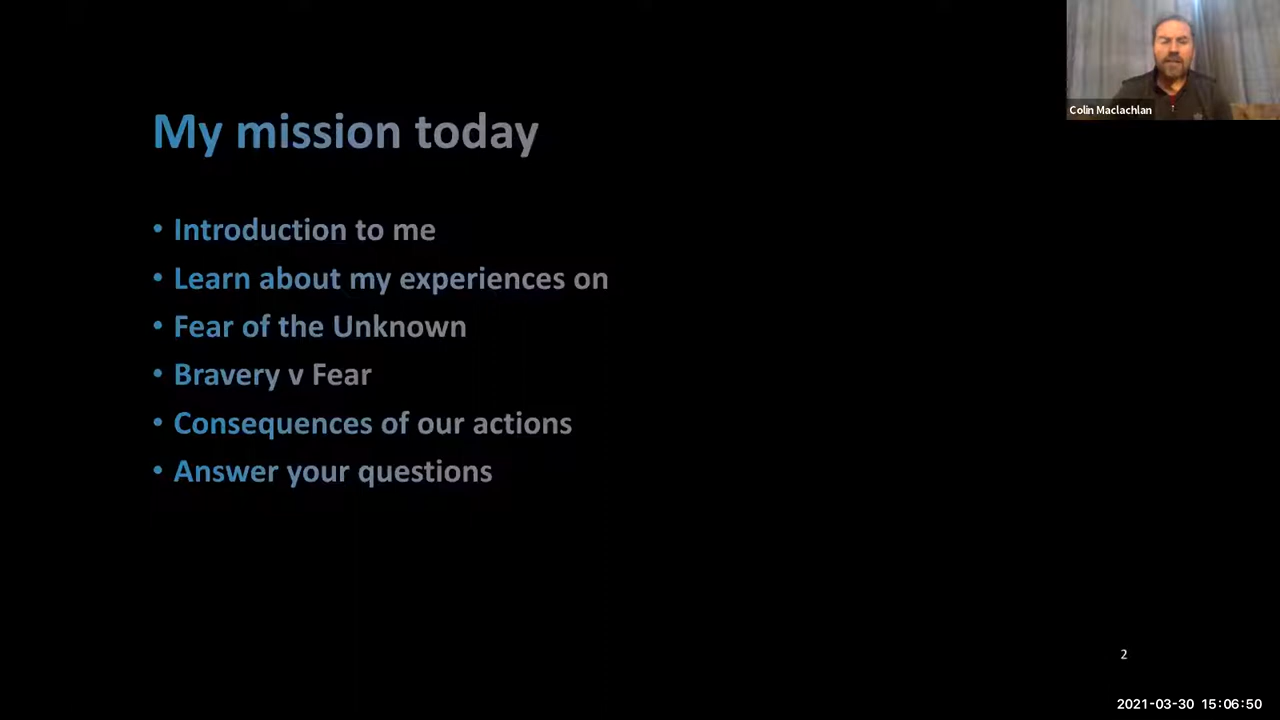 Colin Maclachlan
My mission today
• Introduction to me
• Learn about my experiences on
• Fear of the Unknown
• Bravery v Fear
• Consequences of our actions
• Answer your questions
2
2021-03-30 15:06:50